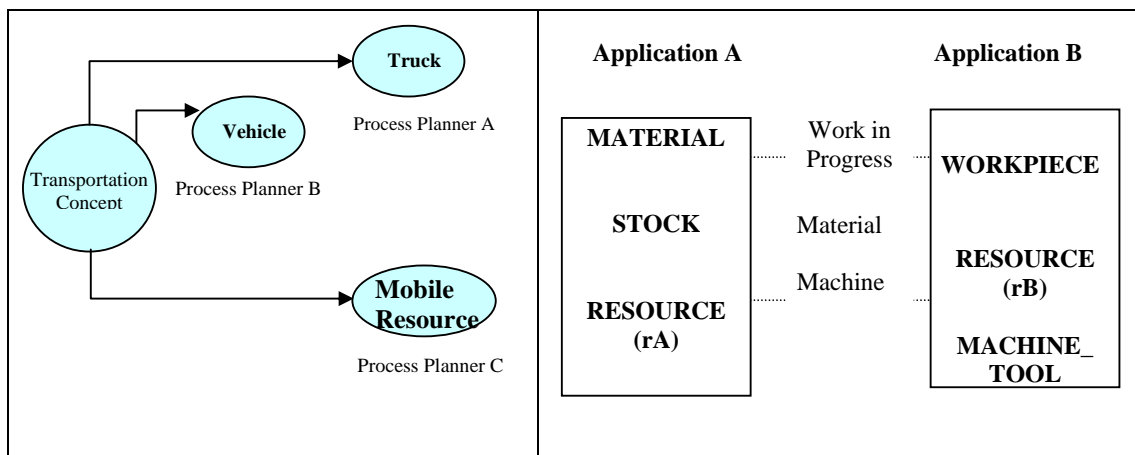 Truck
Process Planner A
Vehicle
Process Planner B
Transportation
Concept
Mobile
Resource
Process Planner C
Application A
Application B
MATERIAL
STOCK
RESOURCE
(rA)
Work in
Progress
Material
Machine
WORKPIECE
RESOURCE
(rB)
MACHINE_
TOOL